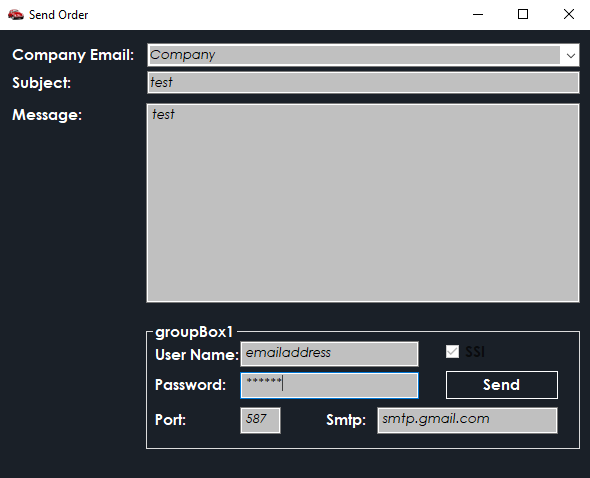 Send Order
Company Email: Company
Subject: test
Message: test
groupBox1
User Name: emailaddress SSl
Password: ****** Send
Port: 587 Smtp: smtp.gmail.com